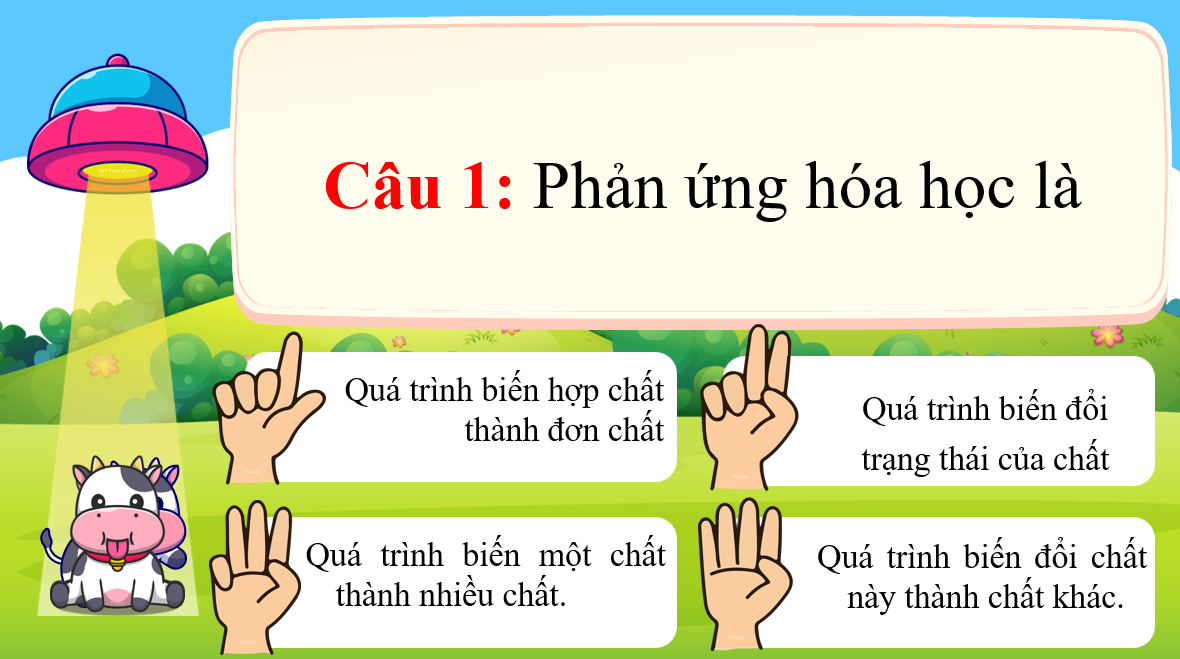 Câu 1: Phản ứng hóa học là
Quá trình biến hợp chất
thành đơn chất
Quá trình biến đổi
trạng thái của chất
Quá trình biến một chất
thành nhiều chất.
Quá trình biến đổi chất
này thành chất khác.